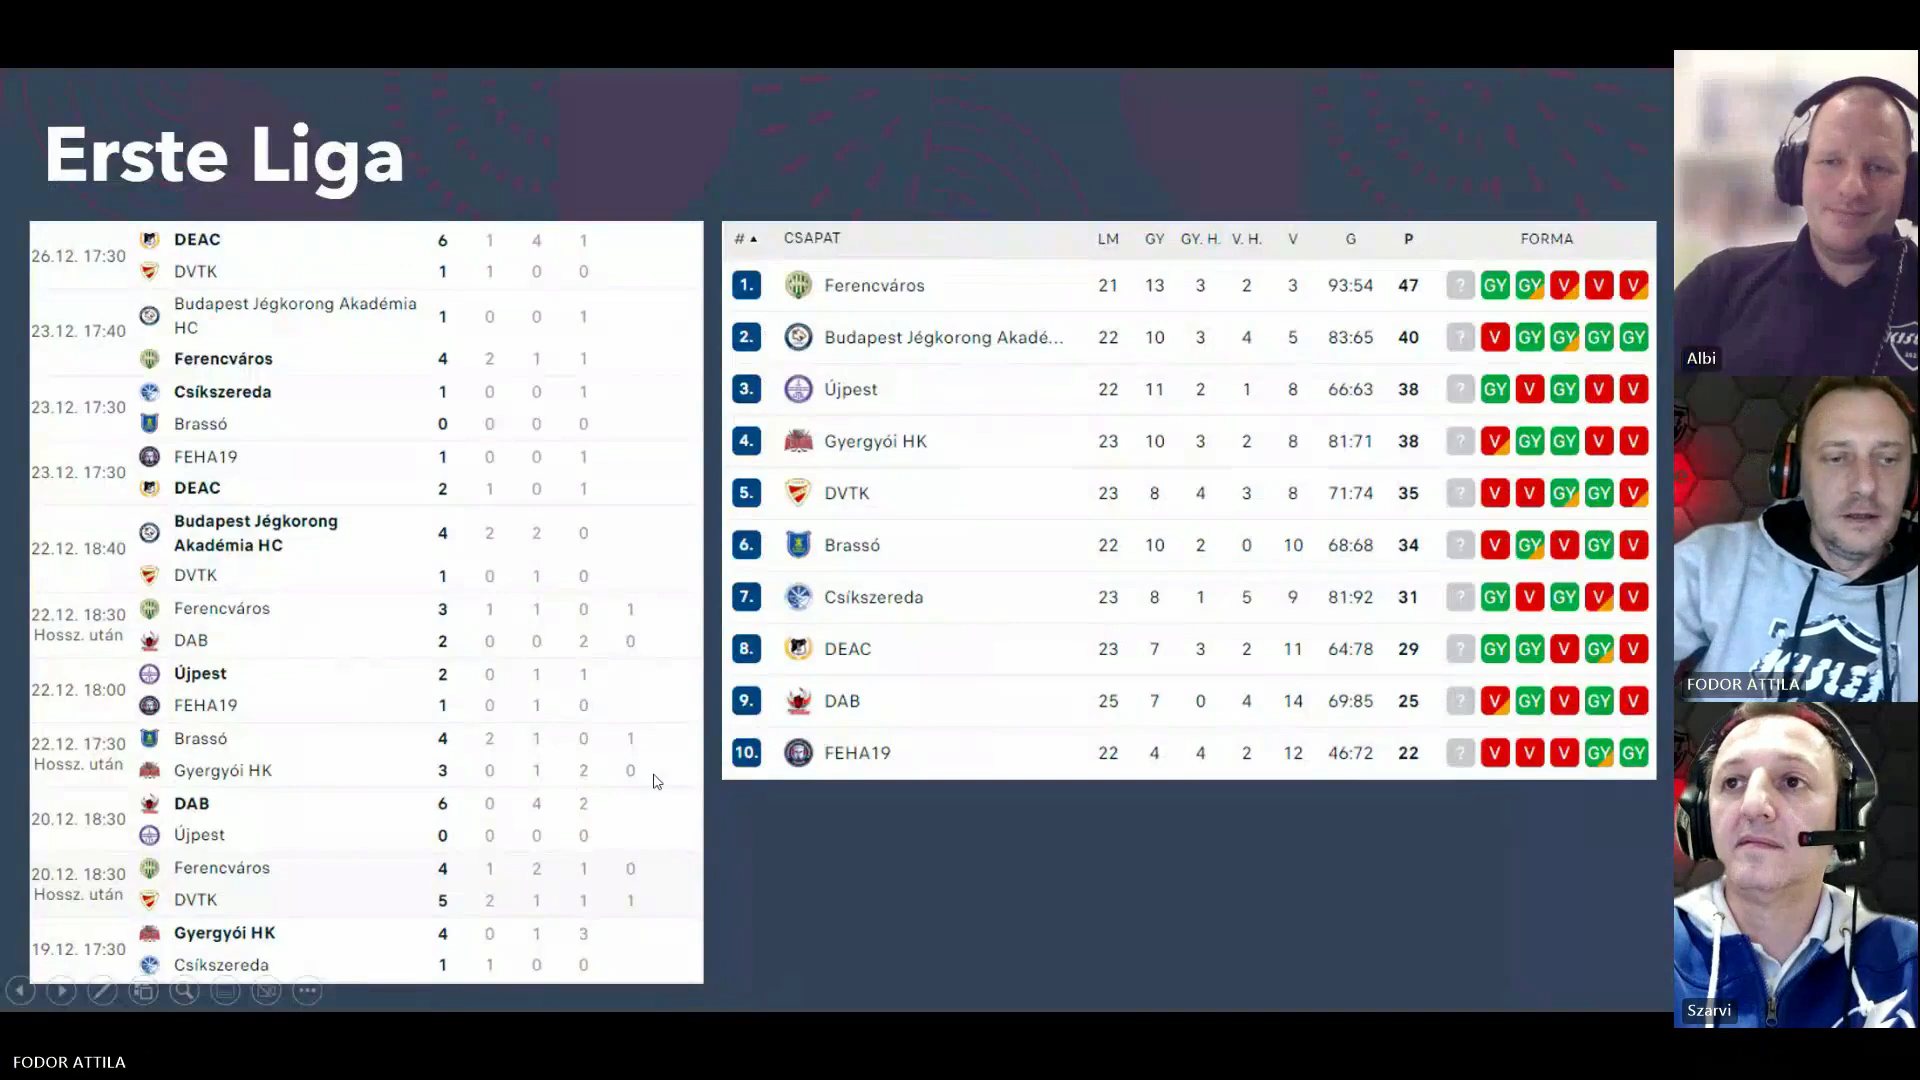 Erste Liga
26.12. 17:30
DEAC 6 1 4 1
DVTK 1 1 0 0
23.12. 17:40
Budapest Jégkorong Akadémia
HC 1 0 0 1
Ferencváros 4 2 1 1
23.12. 17:30
Csíkszereda 1 0 0 1
Brassó 0 0 0 0
23.12. 17:30
FEHA19 1 0 0 1
DEAC 2 1 0 1
22.12. 18:40
Budapest Jégkorong
Akadémia HC 4 2 2 0
DVTK 1 0 1 0
22.12. 18:30
Hossz. után
Ferencváros 3 1 1 0 1
DAB 2 0 0 2 0
22.12. 18:00
Újpest 2 0 1 1
FEHA19 1 0 1 0
22.12. 17:30
Hossz. után
Brassó 4 2 1 0 1
Gyergyói HK 3 0 1 2 0
20.12. 18:30
DAB 6 0 4 2
Újpest 0 0 0 0
20.12. 18:30
Hossz. után
Ferencváros 4 1 2 1 0
DVTK 5 2 1 1 1
19.12. 17:30
Gyergyói HK 4 0 1 3
Csíkszereda 1 1 0 0
# CSAPAT LM GY GY. H. V. H. V G P FORMA
1. Ferencváros 21 13 3 2 3 93:54 47 ? GY GY V V V
2. Budapest Jégkorong Akadé... 22 10 3 4 5 83:65 40 ? V GY GY GY GY
3. Újpest 22 11 2 1 8 66:63 38 ? GY V GY V V
4. Gyergyói HK 23 10 3 2 8 81:71 38 ? V GY GY V V
5. DVTK 23 8 4 3 8 71:74 35 ? V V GY GY V
6. Brassó 22 10 2 0 10 68:68 34 ? V GY V GY V
7. Csíkszereda 23 8 1 5 9 81:92 31 ? GY V GY V V
8. DEAC 23 7 3 2 11 64:78 29 ? GY GY V GY V
9. DAB 25 7 0 4 14 69:85 25 ? V GY V GY V
10. FEHA19 22 4 4 2 12 46:72 22 ? V V V GY GY
Albi
FODOR ATTILA
Szarvi
FODOR ATTILA